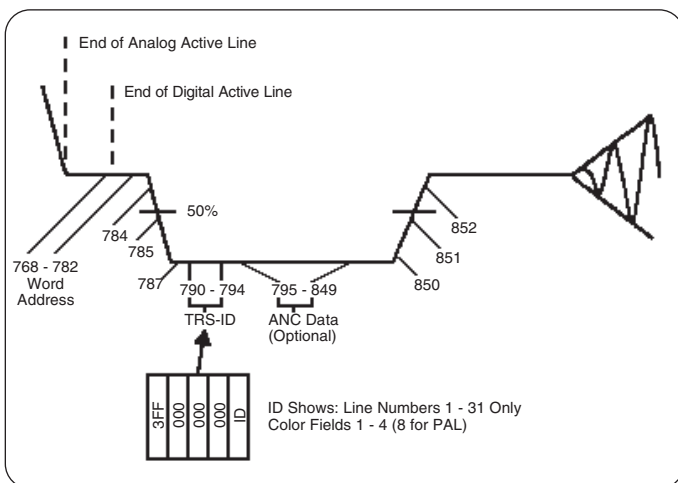 End of Analog Active Line
End of Digital Active Line
50%
784
785
787
768 - 782
Word
Address
790 - 794
TRS-ID
795 - 849
ANC Data
(Optional)
852
851
850
3FF
000
000
000
ID
ID Shows: Line Numbers 1 - 31 Only
Color Fields 1 - 4 (8 for PAL)